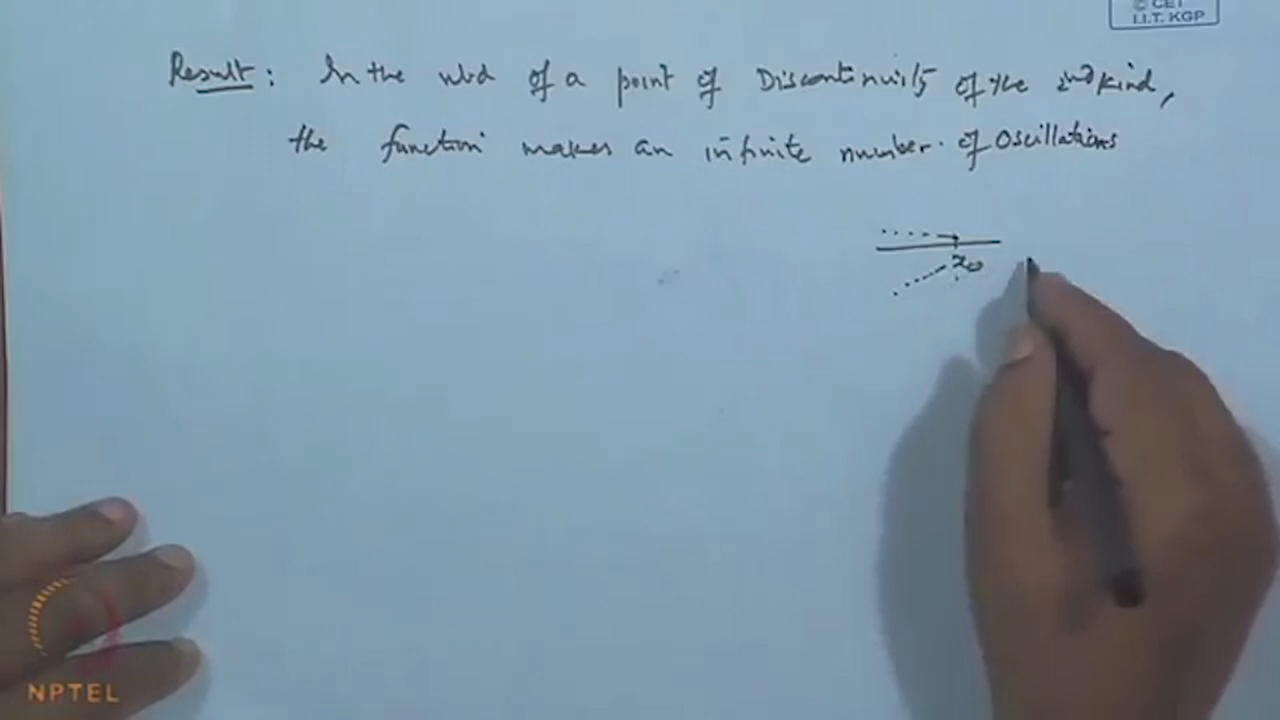 © CET
I.I.T. KGP
Result: In the nbd of a point of Discontinuity of the 2nd kind,
the function makes an infinite number of Oscillations
x₀
NPTEL